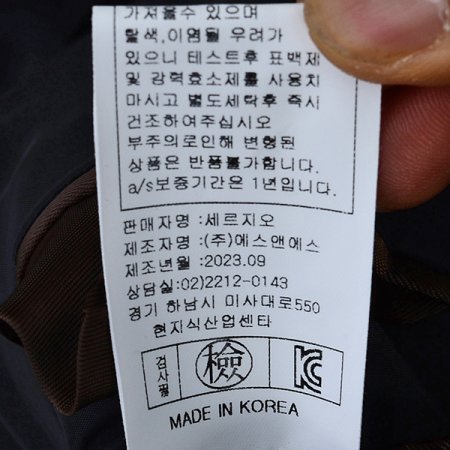 가져올수 있으며
탈색.이염될 우려가
있으니 테스트후 표백제
및 강력효소제를 사용치
마시고 별도세탁후 즉시
건조하여주십시오
부주의로인해 변형된
상품은 반품불가합니다.
a/s보증기간은 1년입니다.
판매자명:세르지오
제조자명:(주)에스앤에스
제조년월:2023.09
상담실:02)2212-0143
경기 하남시 미사대로550
현지식산업센타
검사필 檢 KC
MADE IN KOREA